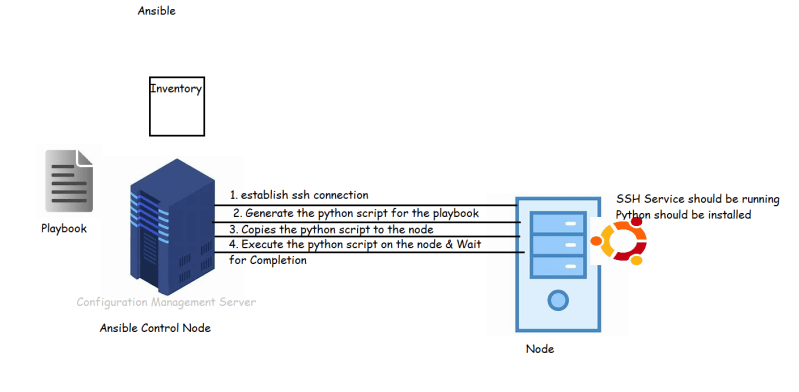 Ansible
Inventory
1. establish ssh connection
SSH Service should be running
2. Generate the python script for the playbook
Python should be installed
Playbook
3. Copies the python script to the node
4. Execute the python script on the node & Wait
for Completion
Configuration Management Server
Ansible Control Node
Node